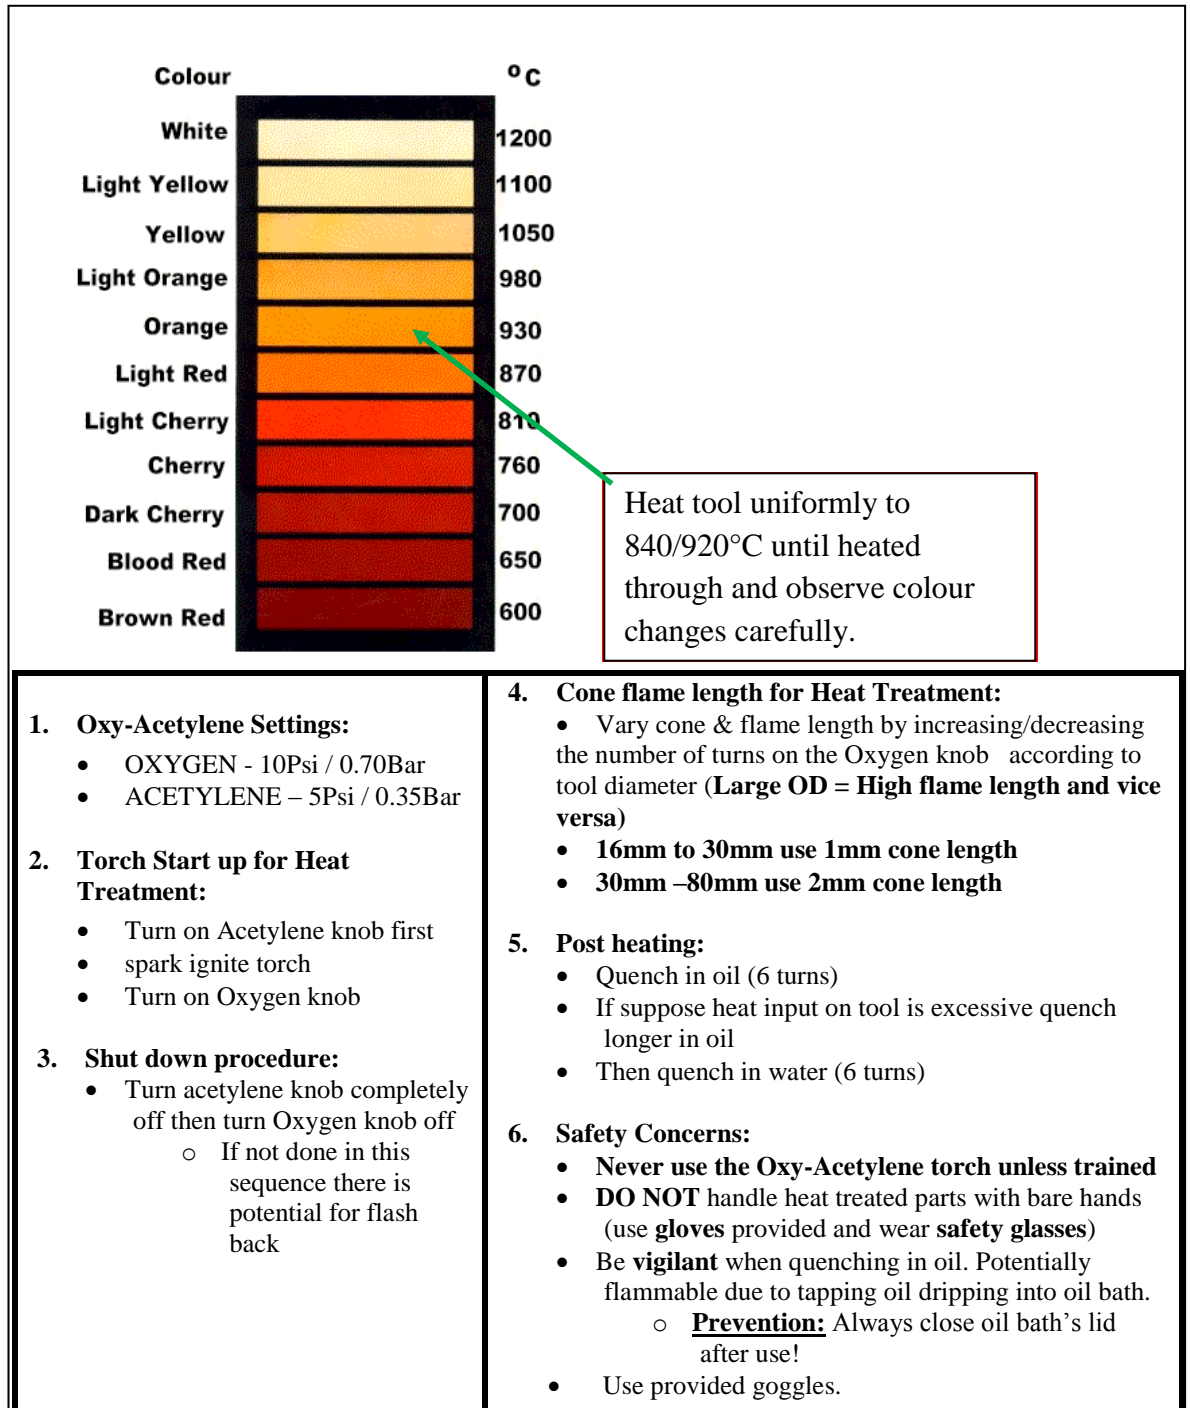 Colour °C
White 1200
Light Yellow 1100
Yellow 1050
Light Orange 980
Orange 930
Light Red 870
Light Cherry 810
Cherry 760
Dark Cherry 700
Blood Red 650
Brown Red 600
Heat tool uniformly to
840/920°C until heated
through and observe colour
changes carefully.
1. Oxy-Acetylene Settings:
• OXYGEN - 10Psi / 0.70Bar
• ACETYLENE – 5Psi / 0.35Bar
2. Torch Start up for Heat
Treatment:
• Turn on Acetylene knob first
• spark ignite torch
• Turn on Oxygen knob
3. Shut down procedure:
• Turn acetylene knob completely
off then turn Oxygen knob off
o If not done in this
sequence there is
potential for flash
back
4. Cone flame length for Heat Treatment:
• Vary cone & flame length by increasing/decreasing
the number of turns on the Oxygen knob according to
tool diameter (Large OD = High flame length and vice
versa)
• 16mm to 30mm use 1mm cone length
• 30mm –80mm use 2mm cone length
5. Post heating:
• Quench in oil (6 turns)
• If suppose heat input on tool is excessive quench
longer in oil
• Then quench in water (6 turns)
6. Safety Concerns:
• Never use the Oxy-Acetylene torch unless trained
• DO NOT handle heat treated parts with bare hands
(use gloves provided and wear safety glasses)
• Be vigilant when quenching in oil. Potentially
flammable due to tapping oil dripping into oil bath.
o Prevention: Always close oil bath’s lid
after use!
• Use provided goggles.